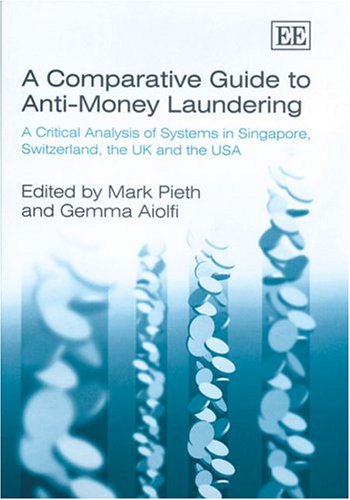 EE
A Comparative Guide to
Anti-Money Laundering
A Critical Analysis of Systems in Singapore,
Switzerland, the UK and the USA
Edited by Mark Pieth
and Gemma Aiolfi